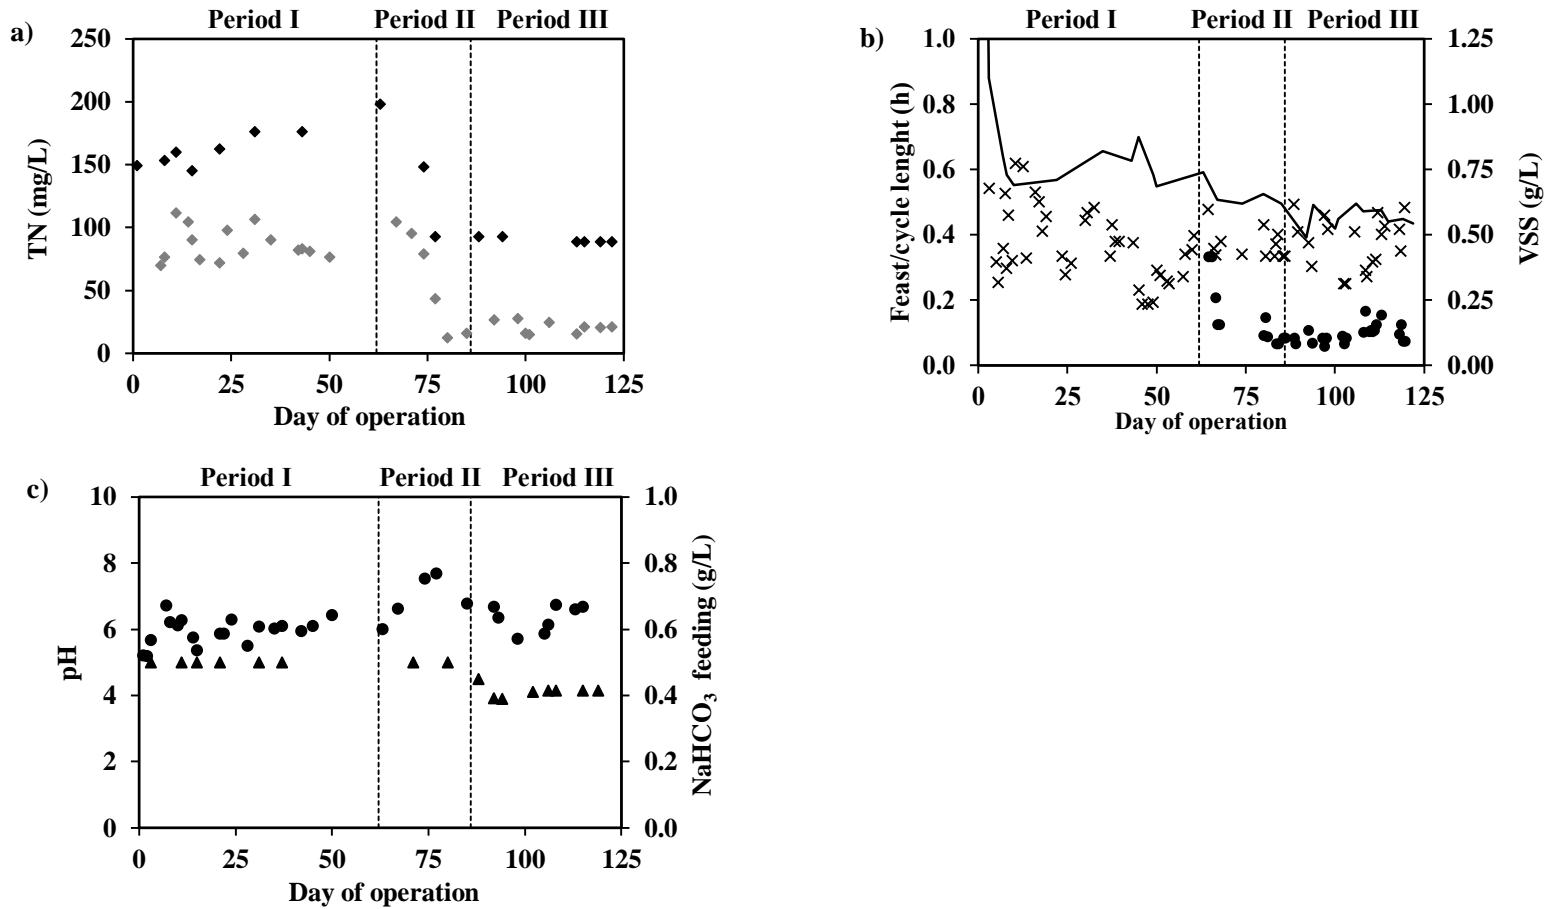 a)
Period I Period II Period III
250
200
150
100
50
0
TN (mg/L)
0 25 50 75 100 125
Day of operation
b)
Period I Period II Period III
1.0
0.8
0.6
0.4
0.2
0.0
Feast/cycle lenght (h)
1.25
1.00
0.75
0.50
0.25
0.00
VSS (g/L)
0 25 50 75 100 125
Day of operation
c)
Period I Period II Period III
10
8
6
4
2
0
pH
1.0
0.8
0.6
0.4
0.2
0.0
NaHCO₃ feeding (g/L)
0 25 50 75 100 125
Day of operation